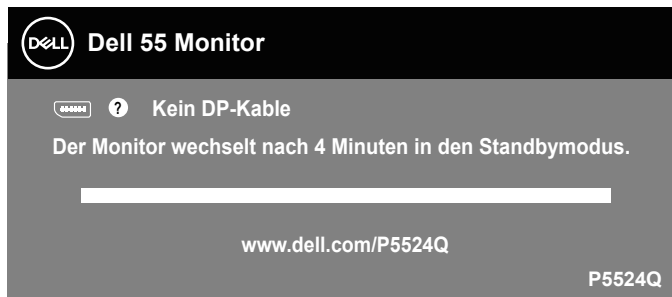 DELL Dell 55 Monitor
? Kein DP-Kable
Der Monitor wechselt nach 4 Minuten in den Standbymodus.
www.dell.com/P5524Q
P5524Q